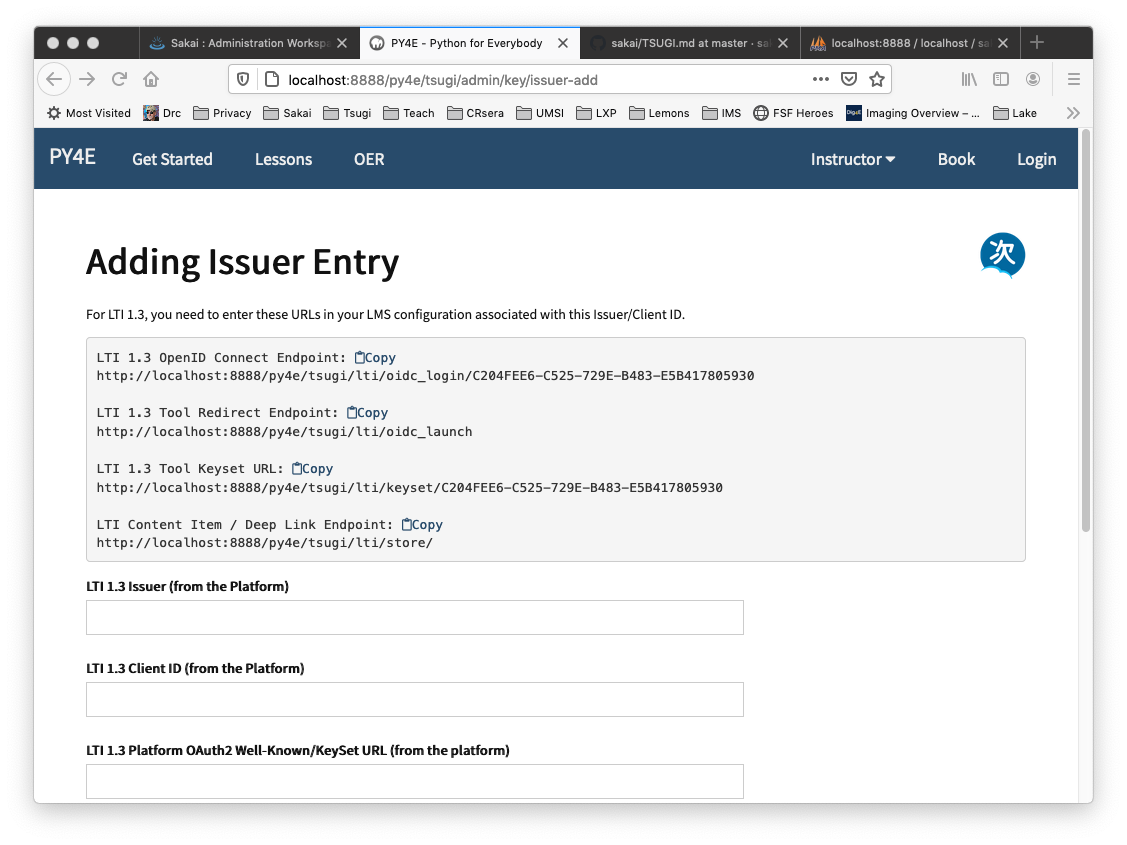 Sakai : Administration Workspa
PY4E - Python for Everybody
sakai/TSUGI.md at master · sa
localhost:8888 / localhost / sa
localhost:8888/py4e/tsugi/admin/key/issuer-add
Most Visited Drc Privacy Sakai Tsugi Teach CRsera UMSI LXP Lemons IMS FSF Heroes Imaging Overview – ... Lake
PY4E Get Started Lessons OER Instructor Book Login
Adding Issuer Entry
次
For LTI 1.3, you need to enter these URLs in your LMS configuration associated with this Issuer/Client ID.
LTI 1.3 OpenID Connect Endpoint: Copy
http://localhost:8888/py4e/tsugi/lti/oidc_login/C204FEE6-C525-729E-B483-E5B417805930
LTI 1.3 Tool Redirect Endpoint: Copy
http://localhost:8888/py4e/tsugi/lti/oidc_launch
LTI 1.3 Tool Keyset URL: Copy
http://localhost:8888/py4e/tsugi/lti/keyset/C204FEE6-C525-729E-B483-E5B417805930
LTI Content Item / Deep Link Endpoint: Copy
http://localhost:8888/py4e/tsugi/lti/store/
LTI 1.3 Issuer (from the Platform)
LTI 1.3 Client ID (from the Platform)
LTI 1.3 Platform OAuth2 Well-Known/KeySet URL (from the platform)